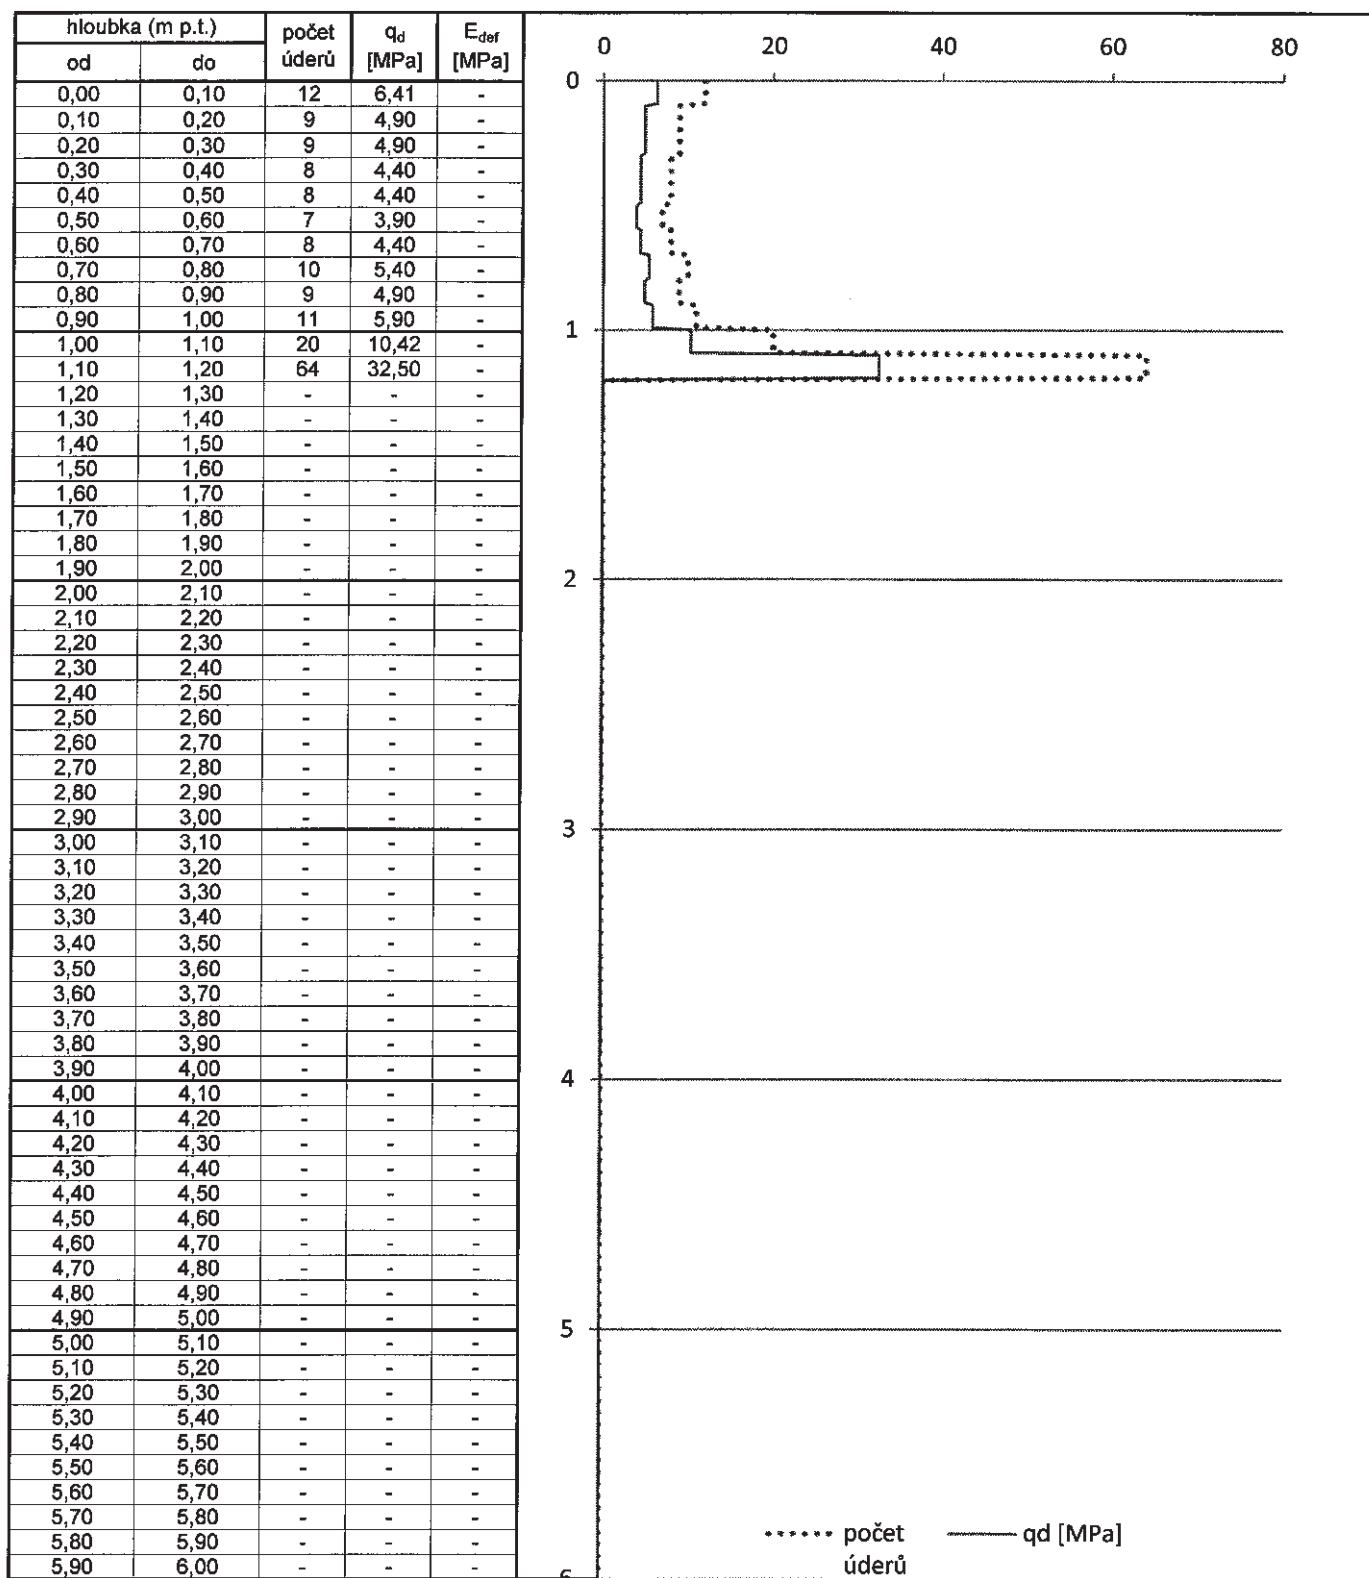 hloubka (m p.t.) počet úderů qd [MPa] Edef [MPa]
od do
0,00 0,10 12 6,41 -
0,10 0,20 9 4,90 -
0,20 0,30 9 4,90 -
0,30 0,40 8 4,40 -
0,40 0,50 8 4,40 -
0,50 0,60 7 3,90 -
0,60 0,70 8 4,40 -
0,70 0,80 10 5,40 -
0,80 0,90 9 4,90 -
0,90 1,00 11 5,90 -
1,00 1,10 20 10,42 -
1,10 1,20 64 32,50 -
1,20 1,30 - - -
1,30 1,40 - - -
1,40 1,50 - - -
1,50 1,60 - - -
1,60 1,70 - - -
1,70 1,80 - - -
1,80 1,90 - - -
1,90 2,00 - - -
2,00 2,10 - - -
2,10 2,20 - - -
2,20 2,30 - - -
2,30 2,40 - - -
2,40 2,50 - - -
2,50 2,60 - - -
2,60 2,70 - - -
2,70 2,80 - - -
2,80 2,90 - - -
2,90 3,00 - - -
3,00 3,10 - - -
3,10 3,20 - - -
3,20 3,30 - - -
3,30 3,40 - - -
3,40 3,50 - - -
3,50 3,60 - - -
3,60 3,70 - - -
3,70 3,80 - - -
3,80 3,90 - - -
3,90 4,00 - - -
4,00 4,10 - - -
4,10 4,20 - - -
4,20 4,30 - - -
4,30 4,40 - - -
4,40 4,50 - - -
4,50 4,60 - - -
4,60 4,70 - - -
4,70 4,80 - - -
4,80 4,90 - - -
4,90 5,00 - - -
5,00 5,10 - - -
5,10 5,20 - - -
5,20 5,30 - - -
5,30 5,40 - - -
5,40 5,50 - - -
5,50 5,60 - - -
5,60 5,70 - - -
5,70 5,80 - - -
5,80 5,90 - - -
5,90 6,00 - - -
0 20 40 60 80
0
1
2
3
4
5
6
počet
úderů
qd [MPa]